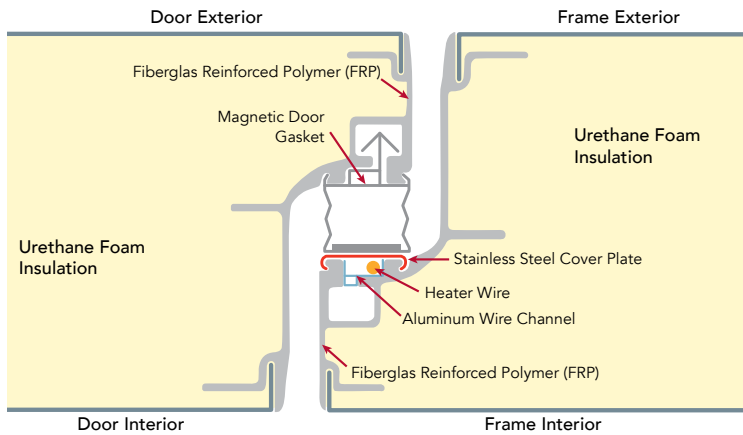 Door Exterior
Frame Exterior
Fiberglas Reinforced Polymer (FRP)
Magnetic Door
Gasket
Urethane Foam
Insulation
Urethane Foam
Insulation
Stainless Steel Cover Plate
Heater Wire
Aluminum Wire Channel
Fiberglas Reinforced Polymer (FRP)
Door Interior
Frame Interior